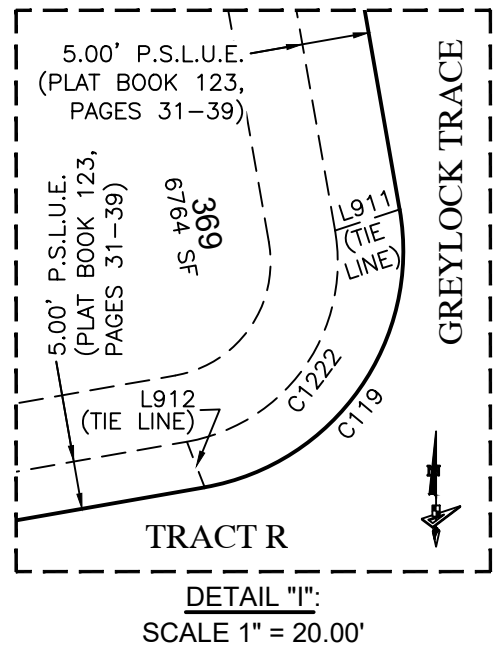 5.00' P.S.L.U.E.
(PLAT BOOK 123,
PAGES 31-39)
GREYLOCK TRACE
5.00' P.S.L.U.E.
(PLAT BOOK 123,
PAGES 31-39)
369
6764 SF
L911
(TIE
LINE)
L912
(TIE LINE)
C1222
C119
TRACT R
N
DETAIL "I":
SCALE 1" = 20.00'